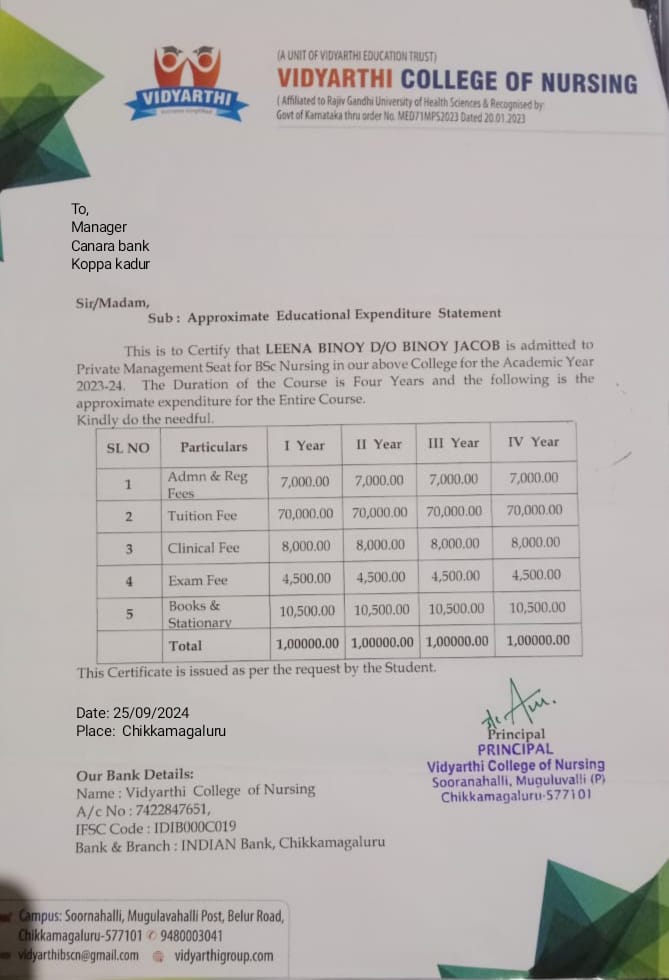 VIDYARTHI
(A UNIT OF VIDYARTHI EDUCATION TRUST)
VIDYARTHI COLLEGE OF NURSING
( Affiliated to Rajiv Gandhi University of Health Sciences & Recognised by
Govt of Karnataka thru order No. MED71MPS2023 Dated 20.01.2023
To,
Manager
Canara bank
Koppa kadur
Sir/Madam,
Sub : Approximate Educational Expenditure Statement
This is to Certify that LEENA BINOY D/O BINOY JACOB is admitted to
Private Management Seat for BSc Nursing in our above College for the Academic Year
2023-24. The Duration of the Course is Four Years and the following is the
approximate expenditure for the Entire Course.
Kindly do the needful.
SL NO Particulars I Year II Year III Year IV Year
1 Admn & Reg Fees 7,000.00 7,000.00 7,000.00 7,000.00
2 Tuition Fee 70,000.00 70,000.00 70,000.00 70,000.00
3 Clinical Fee 8,000.00 8,000.00 8,000.00 8,000.00
4 Exam Fee 4,500.00 4,500.00 4,500.00 4,500.00
5 Books & Stationary 10,500.00 10,500.00 10,500.00 10,500.00
Total 1,00000.00 1,00000.00 1,00000.00 1,00000.00
This Certificate is issued as per the request by the Student.
Date: 25/09/2024
Place: Chikkamagaluru
Principal
PRINCIPAL
Vidyarthi College of Nursing
Sooranahalli, Muguluvalli (P)
Chikkamagaluru-577101
Our Bank Details:
Name : Vidyarthi College of Nursing
A/c No : 7422847651,
IFSC Code : IDIB000C019
Bank & Branch : INDIAN Bank, Chikkamagaluru
Campus: Soornahalli, Mugulavahalli Post, Belur Road,
Chikkamagaluru-577101 9480003041
vidyarthibscn@gmail.com vidyarthigroup.com